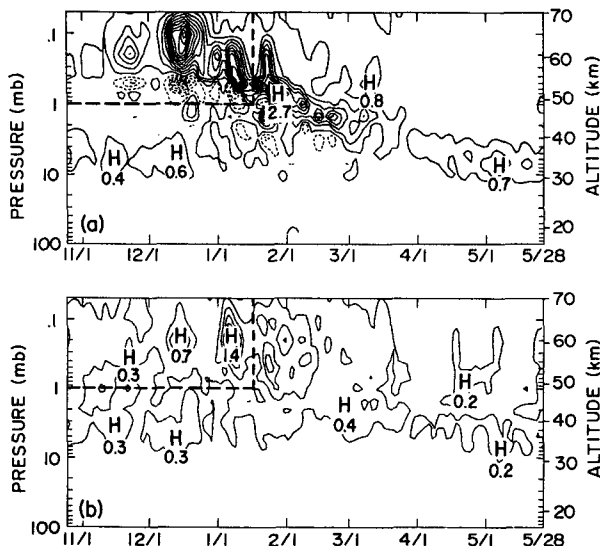 .1
1
10
100
PRESSURE (mb)
70
60
50
40
30
20
ALTITUDE (km)
H
2.7
H
0.8
H
0.4
H
0.6
H
0.7
(a)
11/1 12/1 1/1 2/1 3/1 4/1 5/1 5/28
.1
1
10
100
PRESSURE (mb)
70
60
50
40
30
20
ALTITUDE (km)
H
0.3
H
0.7
H
1.4
H
0.2
H
0.3
H
0.3
H
0.4
H
0.2
(b)
11/1 12/1 1/1 2/1 3/1 4/1 5/1 5/28